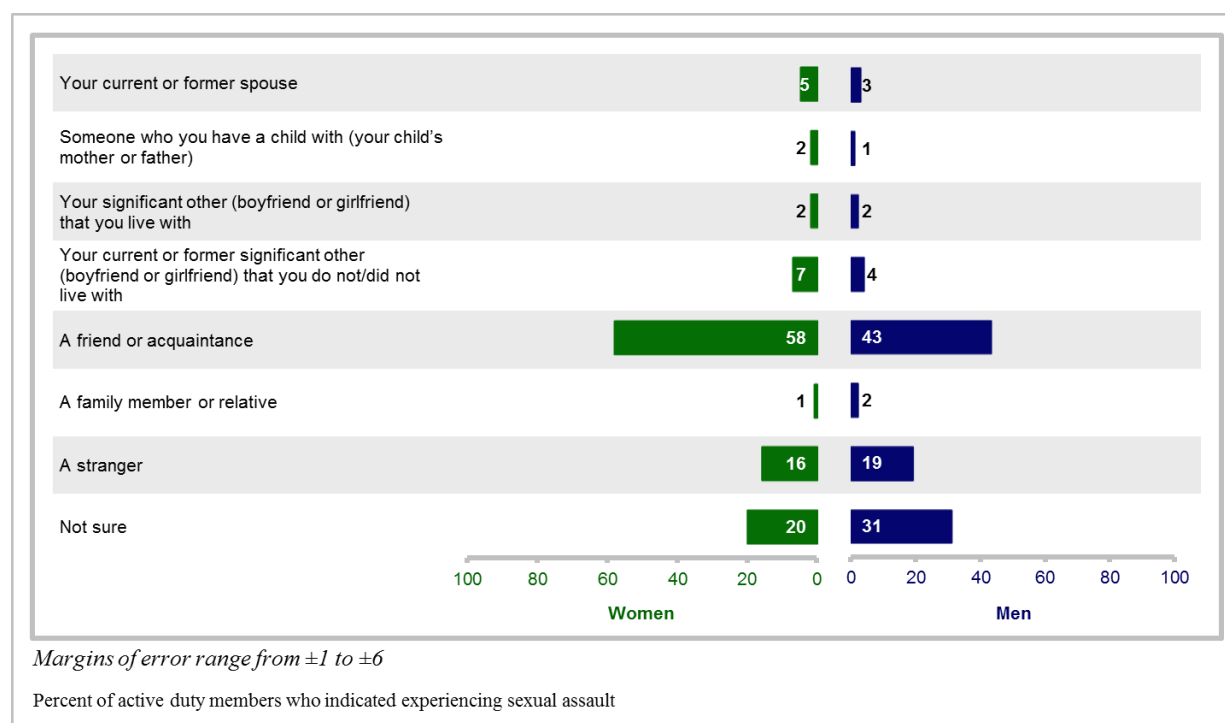 Your current or former spouse
5
3
Someone who you have a child with (your child's
mother or father)
2
1
Your significant other (boyfriend or girlfriend)
that you live with
2
2
Your current or former significant other
(boyfriend or girlfriend) that you do not/did not
live with
7
4
A friend or acquaintance
58
43
A family member or relative
1
2
A stranger
16
19
Not sure
20
31
100 80 60 40 20 0 0 20 40 60 80 100
Women Men
Margins of error range from ±1 to ±6
Percent of active duty members who indicated experiencing sexual assault